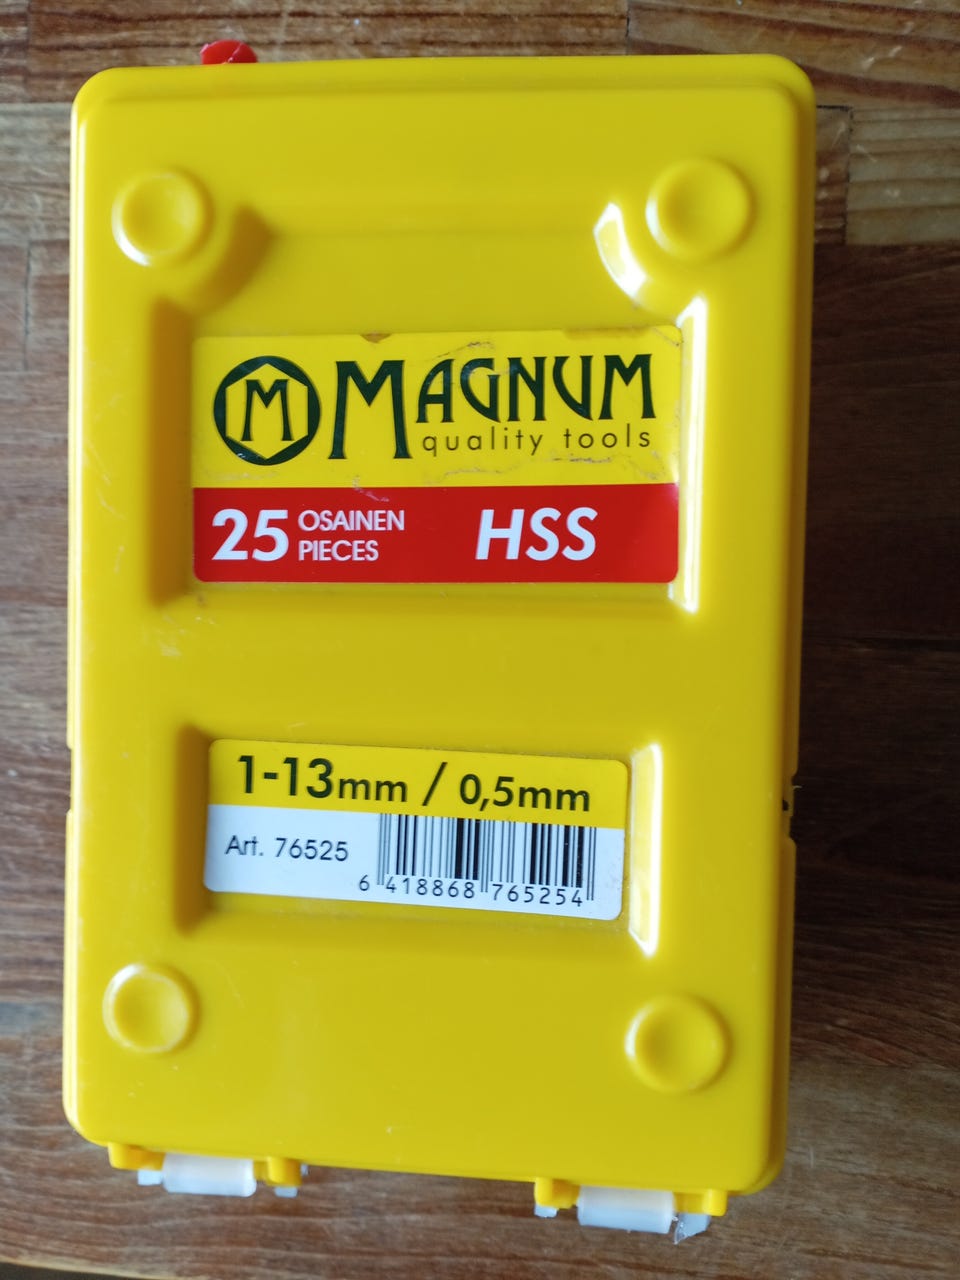 M MAGNUM
quality tools
25 OSAINEN
PIECES
HSS
1-13mm / 0,5mm
Art. 76525
6 418868 765254